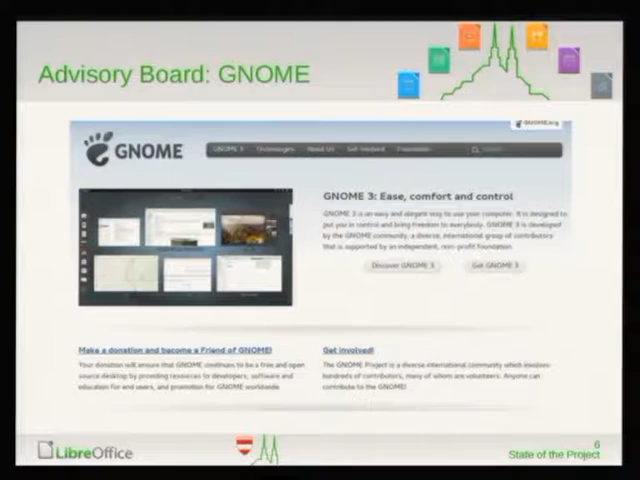 Advisory Board: GNOME
GNOME.org
GNOME
GNOME 3 Technologies About Us Get Involved Foundation
GNOME 3: Ease, comfort and control
GNOME 3 is an easy and elegant way to use your computer. It is designed to
put you in control and bring freedom to everybody. GNOME 3 is developed
by the GNOME community, a diverse, international group of contributors
that is supported by an independent, non-profit foundation.
Discover GNOME 3 Get GNOME 3
Make a donation and become a Friend of GNOME!
Your donation will ensure that GNOME continues to be a free and open
source desktop by providing resources to developers, software and
education for end users, and promotion for GNOME worldwide.
Get involved!
The GNOME Project is a diverse international community which involves
hundreds of contributors, many of whom are volunteers. Anyone can
contribute to the GNOME!
LibreOffice
6
State of the Project